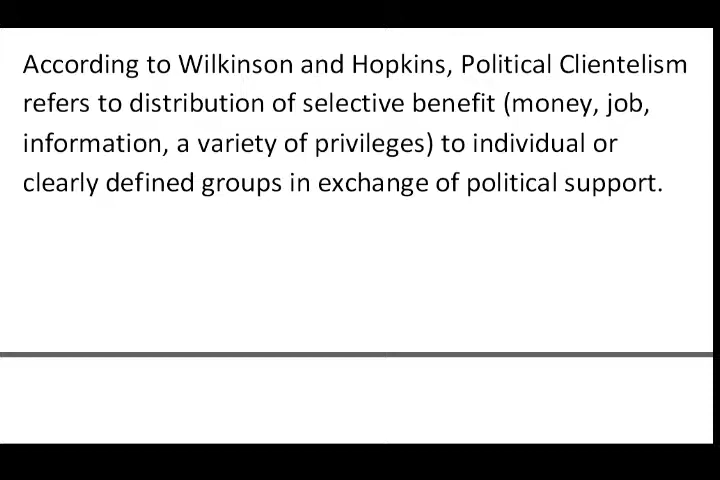 According to Wilkinson and Hopkins, Political Clientelism
refers to distribution of selective benefit (money, job,
information, a variety of privileges) to individual or
clearly defined groups in exchange of political support.